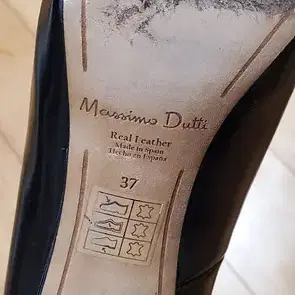 Massimo Dutti
Real Leather
Made in Spain
Hecho en España
37